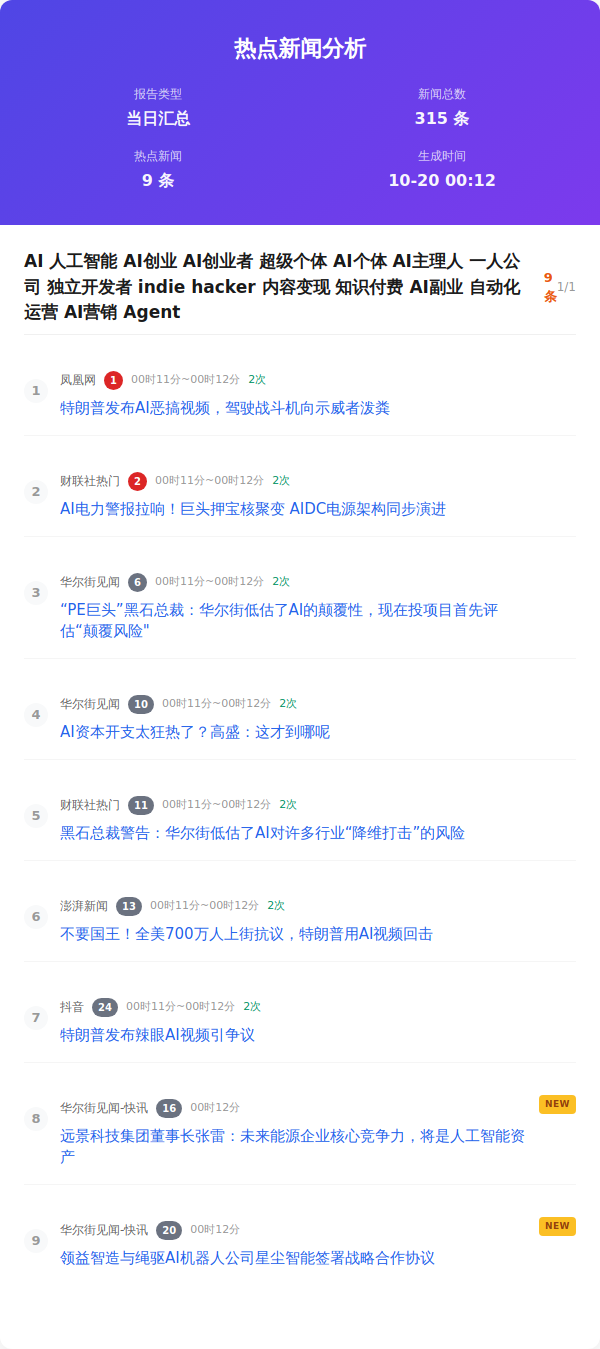 热点新闻分析
报告类型
当日汇总
新闻总数
315 条
热点新闻
9 条
生成时间
10-20 00:12
AI 人工智能 AI创业 AI创业者 超级个体 AI个体 AI主理人 一人公
司 独立开发者 indie hacker 内容变现 知识付费 AI副业 自动化
运营 AI营销 Agent
9
条
1/1
1
凤凰网 1 00时11分~00时12分 2次
特朗普发布AI恶搞视频，驾驶战斗机向示威者泼粪
2
财联社热门 2 00时11分~00时12分 2次
AI电力警报拉响！巨头押宝核聚变 AIDC电源架构同步演进
3
华尔街见闻 6 00时11分~00时12分 2次
“PE巨头”黑石总裁：华尔街低估了AI的颠覆性，现在投项目首先评
估“颠覆风险"
4
华尔街见闻 10 00时11分~00时12分 2次
AI资本开支太狂热了？高盛：这才到哪呢
5
财联社热门 11 00时11分~00时12分 2次
黑石总裁警告：华尔街低估了AI对许多行业“降维打击”的风险
6
澎湃新闻 13 00时11分~00时12分 2次
不要国王！全美700万人上街抗议，特朗普用AI视频回击
7
抖音 24 00时11分~00时12分 2次
特朗普发布辣眼AI视频引争议
8
华尔街见闻-快讯 16 00时12分
NEW
远景科技集团董事长张雷：未来能源企业核心竞争力，将是人工智能资
产
9
华尔街见闻-快讯 20 00时12分
NEW
领益智造与绳驱AI机器人公司星尘智能签署战略合作协议